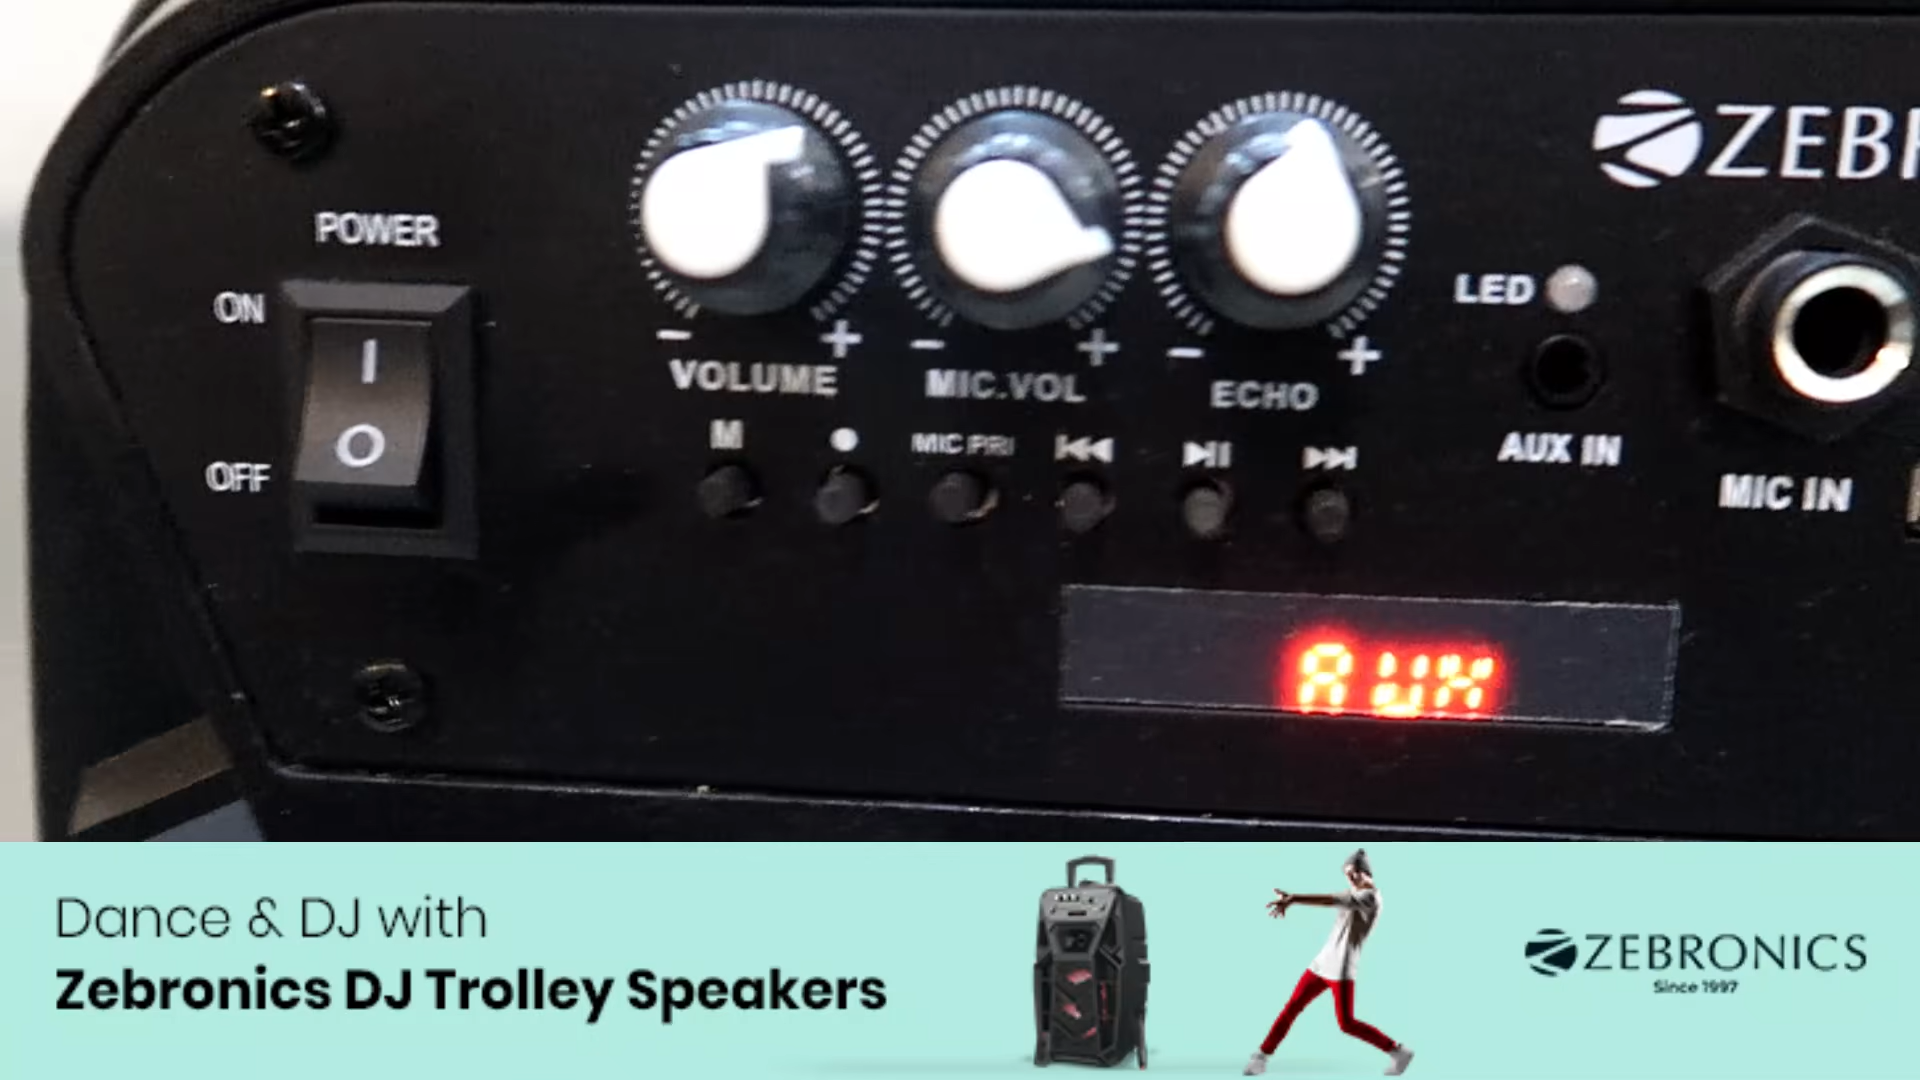 ZEBR
POWER
ON
I
O
OFF
- +
VOLUME
- +
MIC.VOL
- +
ECHO
LED
AUX IN
MIC IN
M
MIC PRI
AUX
Dance & DJ with
Zebronics DJ Trolley Speakers
ZEBRONICS
Since 1997